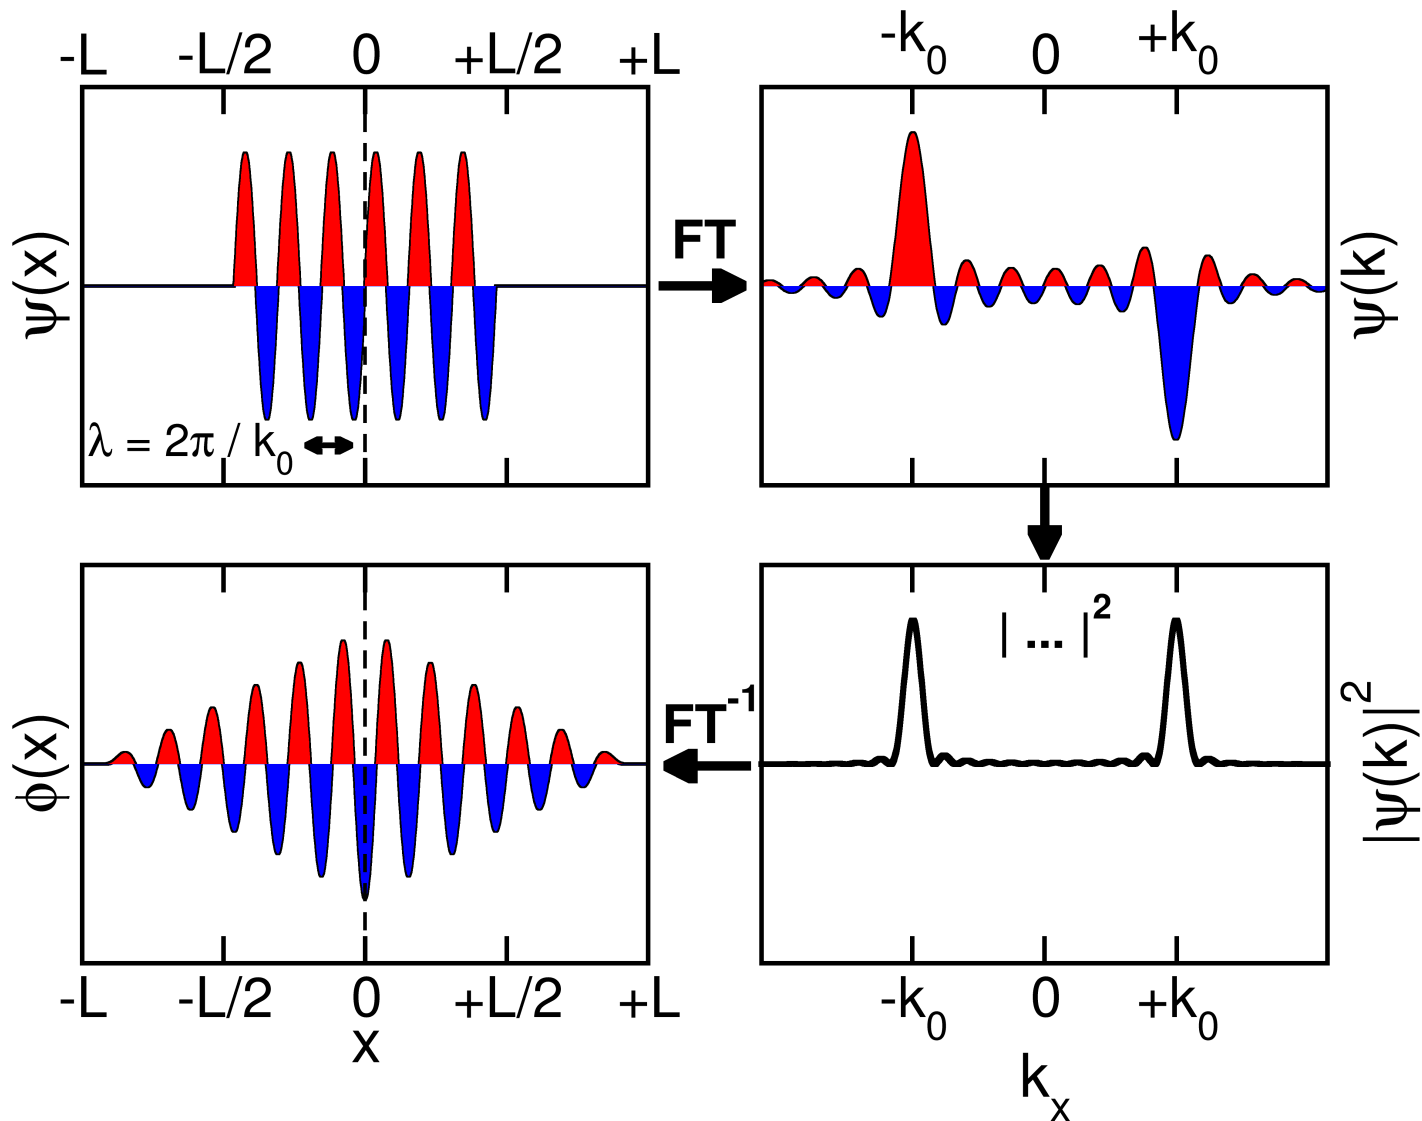 -L -L/2 0 +L/2 +L
-k₀ 0 +k₀
ψ(x)
λ = 2π / k₀
FT
ψ(k)
ϕ(x)
FT⁻¹
| ... |²
|ψ(k)|²
-L -L/2 0 +L/2 +L
x
-k₀ 0 +k₀
kₓ